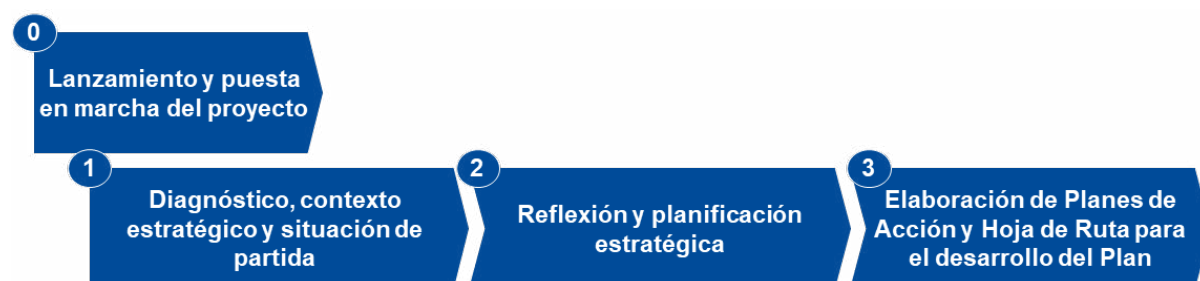 0
Lanzamiento y puesta
en marcha del proyecto
1
Diagnóstico, contexto
estratégico y situación de
partida
2
Reflexión y planificación
estratégica
3
Elaboración de Planes de
Acción y Hoja de Ruta para
el desarrollo del Plan